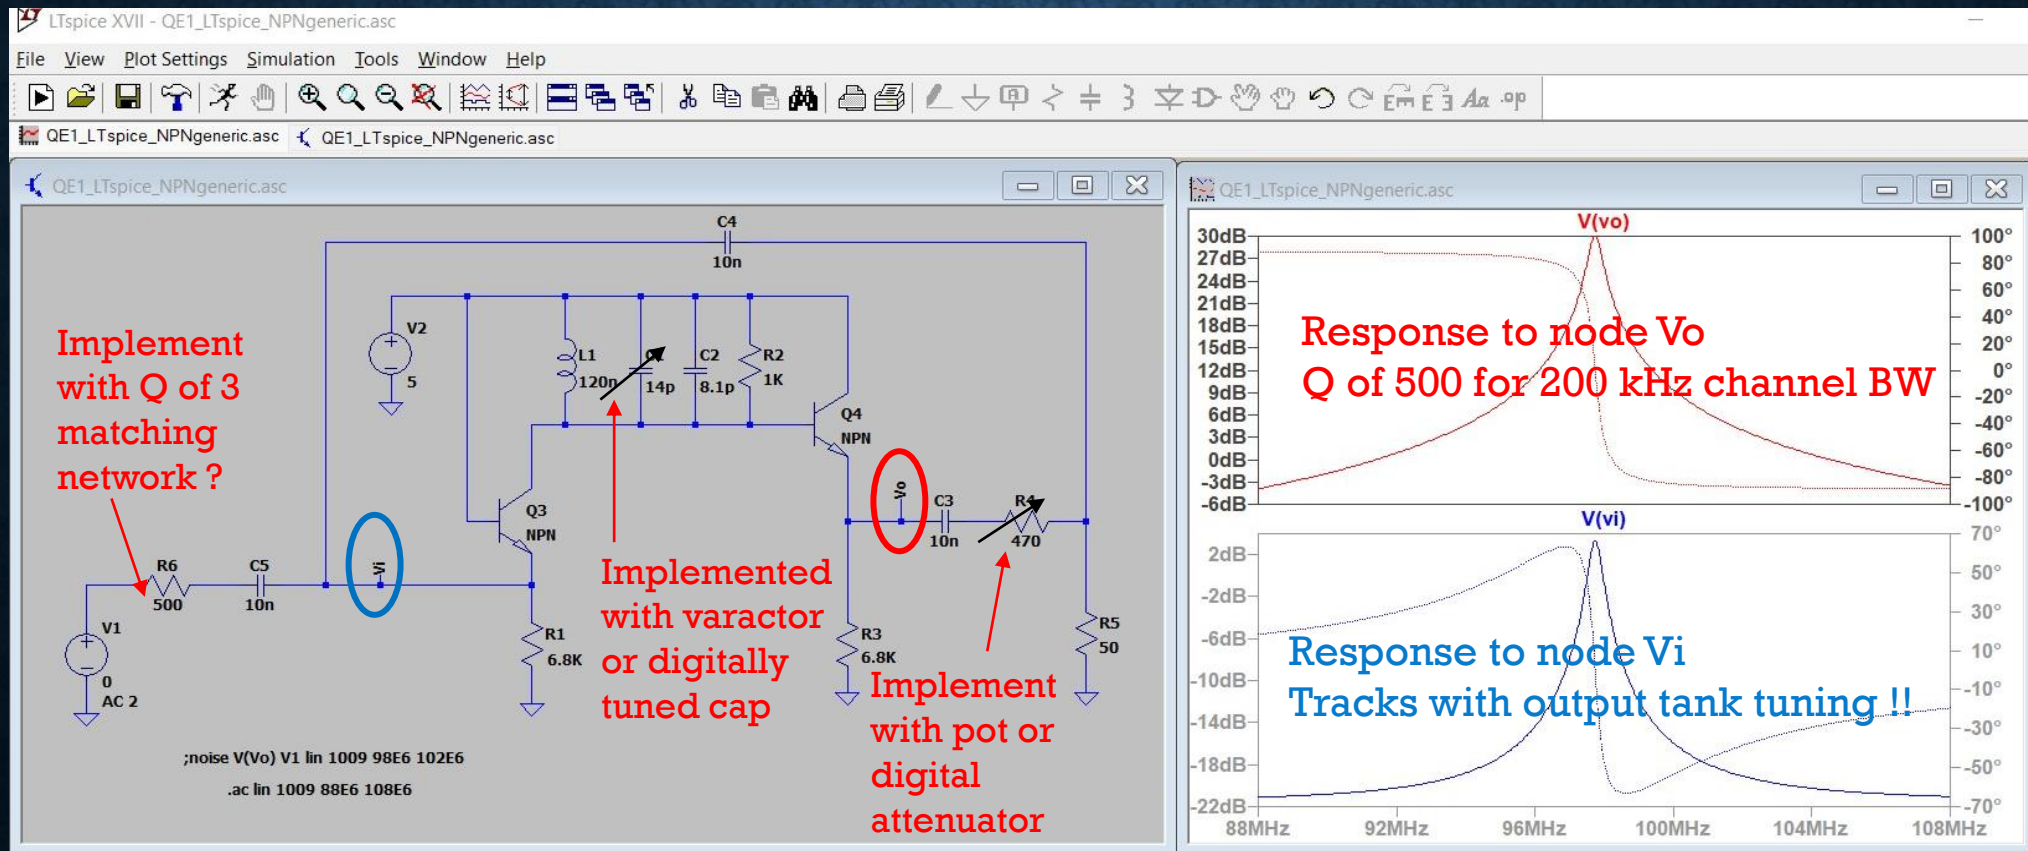 LTspice XVII - QE1_LTspice_NPNgeneric.asc
File View Plot Settings Simulation Tools Window Help
QE1_LTspice_NPNgeneric.asc QE1_LTspice_NPNgeneric.asc
QE1_LTspice_NPNgeneric.asc
C4
10n
V2
5
L1
120n
14p
C2
8.1p
R2
1K
Q4
NPN
Implement
with Q of 3
matching
network ?
Q3
NPN
Vo
C3
10n
R4
470
Vi
R6
500
C5
10n
V1
0
AC 2
R1
6.8K
R3
6.8K
R5
50
Implemented
with varactor
or digitally
tuned cap
Implement
with pot or
digital
attenuator
;noise V(Vo) V1 lin 1009 98E6 102E6
.ac lin 1009 88E6 108E6
QE1_LTspice_NPNgeneric.asc
V(vo)
30dB 100°
27dB 80°
24dB 60°
21dB 40°
18dB 20°
15dB 0°
12dB -20°
9dB -40°
6dB -60°
3dB -80°
0dB -100°
-3dB
-6dB
Response to node Vo
Q of 500 for 200 kHz channel BW
V(vi)
2dB 70°
-2dB 50°
-6dB 30°
-10dB 10°
-14dB -10°
-18dB -30°
-22dB -50°
-70°
Response to node Vi
Tracks with output tank tuning !!
88MHz 92MHz 96MHz 100MHz 104MHz 108MHz